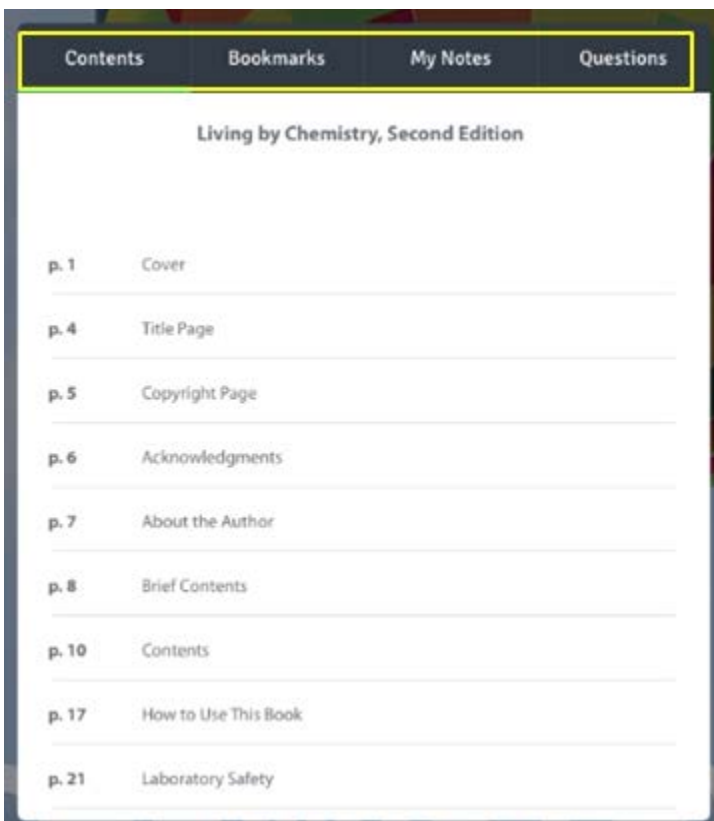 Contents Bookmarks My Notes Questions
Living by Chemistry, Second Edition
p. 1 Cover
p. 4 Title Page
p. 5 Copyright Page
p. 6 Acknowledgments
p. 7 About the Author
p. 8 Brief Contents
p. 10 Contents
p. 17 How to Use This Book
p. 21 Laboratory Safety